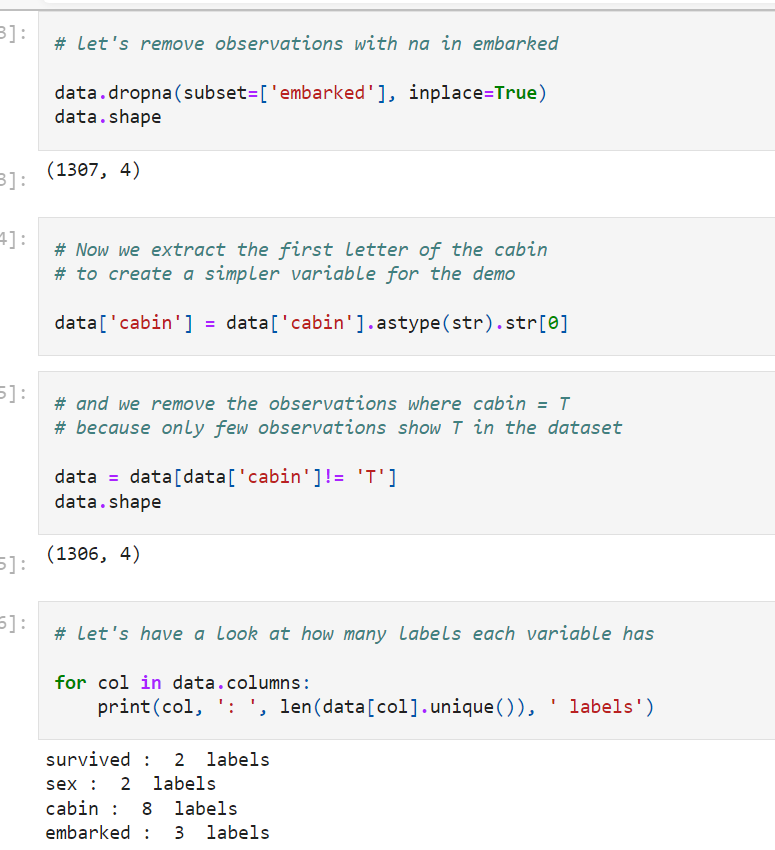 3]:
# let's remove observations with na in embarked
data.dropna(subset=['embarked'], inplace=True)
data.shape
3]:
(1307, 4)
4]:
# Now we extract the first letter of the cabin
# to create a simpler variable for the demo
data['cabin'] = data['cabin'].astype(str).str[0]
5]:
# and we remove the observations where cabin = T
# because only few observations show T in the dataset
data = data[data['cabin']!= 'T']
data.shape
5]:
(1306, 4)
6]:
# let's have a look at how many labels each variable has
for col in data.columns:
    print(col, ': ', len(data[col].unique()), ' labels')
survived :  2  labels
sex :  2  labels
cabin :  8  labels
embarked :  3  labels